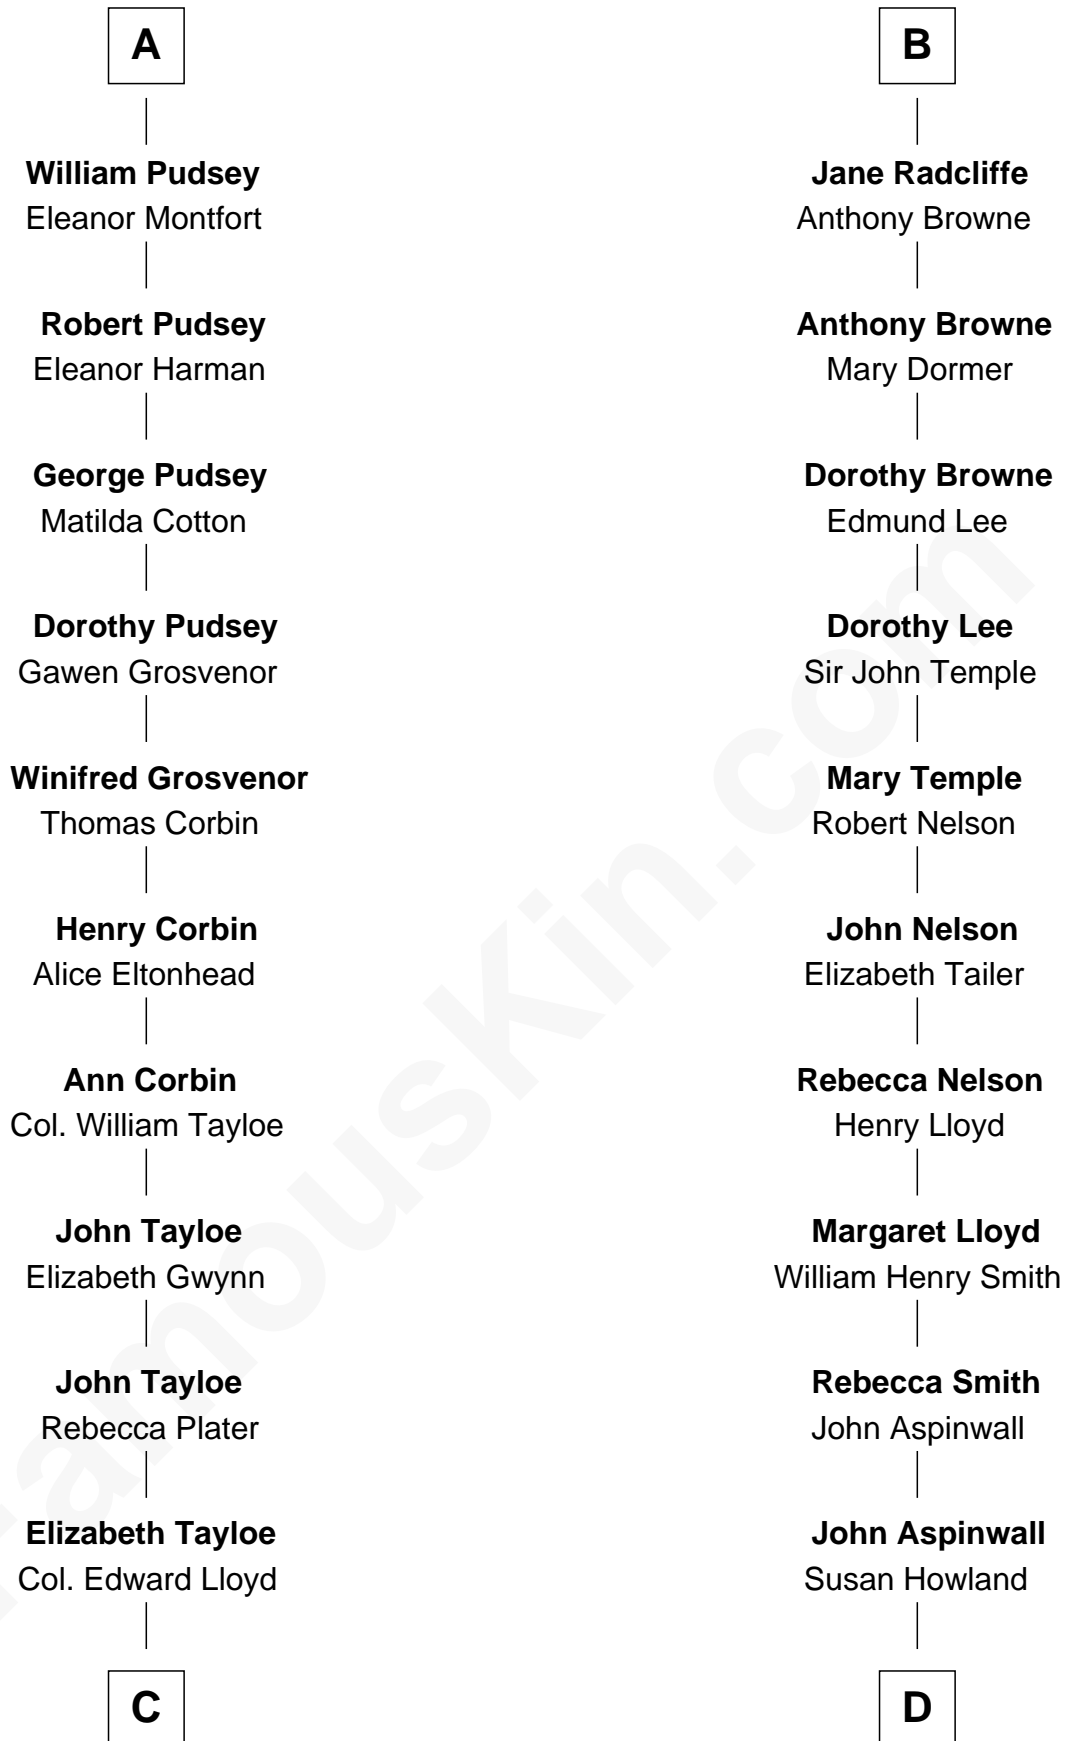 A
William Pudsey
Eleanor Montfort
Robert Pudsey
Eleanor Harman
George Pudsey
Matilda Cotton
Dorothy Pudsey
Gawen Grosvenor
Winifred Grosvenor
Thomas Corbin
Henry Corbin
Alice Eltonhead
Ann Corbin
Col. William Tayloe
John Tayloe
Elizabeth Gwynn
John Tayloe
Rebecca Plater
Elizabeth Tayloe
Col. Edward Lloyd
C
B
Jane Radcliffe
Anthony Browne
Anthony Browne
Mary Dormer
Dorothy Browne
Edmund Lee
Dorothy Lee
Sir John Temple
Mary Temple
Robert Nelson
John Nelson
Elizabeth Tailer
Rebecca Nelson
Henry Lloyd
Margaret Lloyd
William Henry Smith
Rebecca Smith
John Aspinwall
John Aspinwall
Susan Howland
D
FamousKin.com